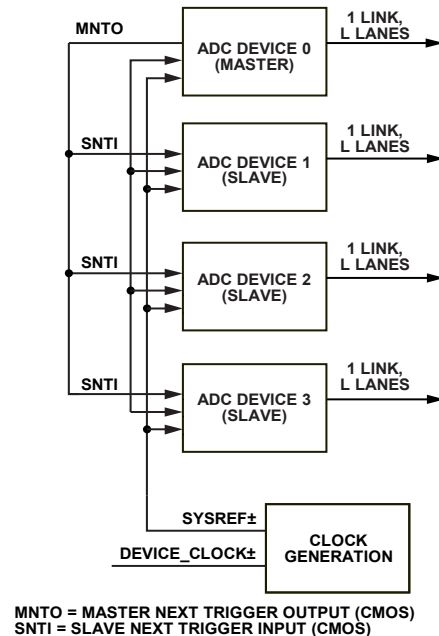 MNTO
ADC DEVICE 0
(MASTER)
1 LINK,
L LANES
SNTI
ADC DEVICE 1
(SLAVE)
1 LINK,
L LANES
SNTI
ADC DEVICE 2
(SLAVE)
1 LINK,
L LANES
SNTI
ADC DEVICE 3
(SLAVE)
1 LINK,
L LANES
SYSREF±
DEVICE_CLOCK±
CLOCK
GENERATION
MNTO = MASTER NEXT TRIGGER OUTPUT (CMOS)
SNTI = SLAVE NEXT TRIGGER INPUT (CMOS)